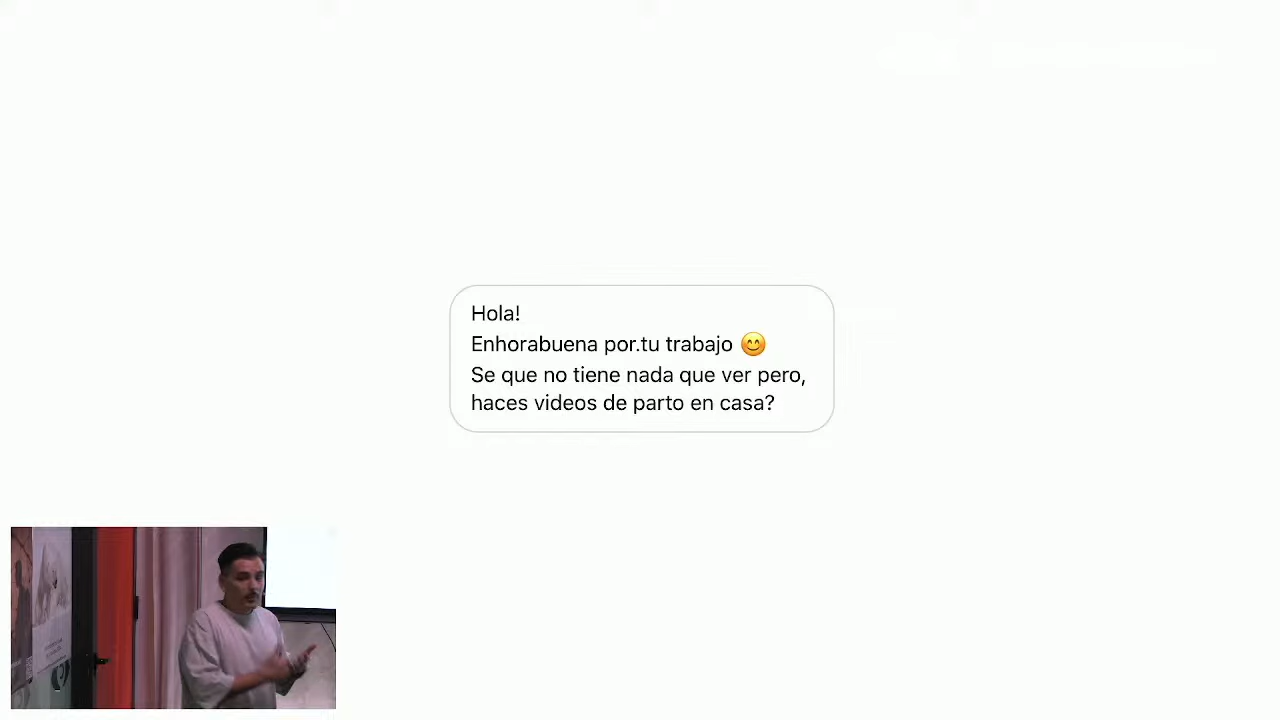 Hola!
Enhorabuena por.tu trabajo 😊
Se que no tiene nada que ver pero,
haces videos de parto en casa?